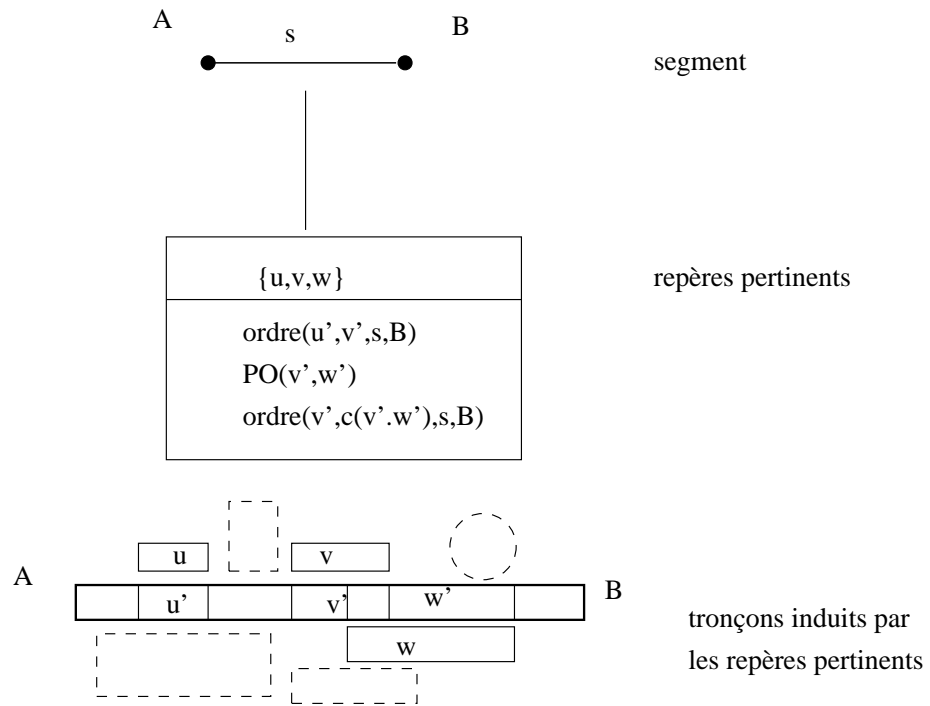 A
s
B
segment
{u,v,w}
repères pertinents
ordre(u’,v’,s,B)
PO(v’,w’)
ordre(v’,c(v’.w’),s,B)
u
v
A
u’
v’
w’
B
w
tronçons induits par
les repères pertinents